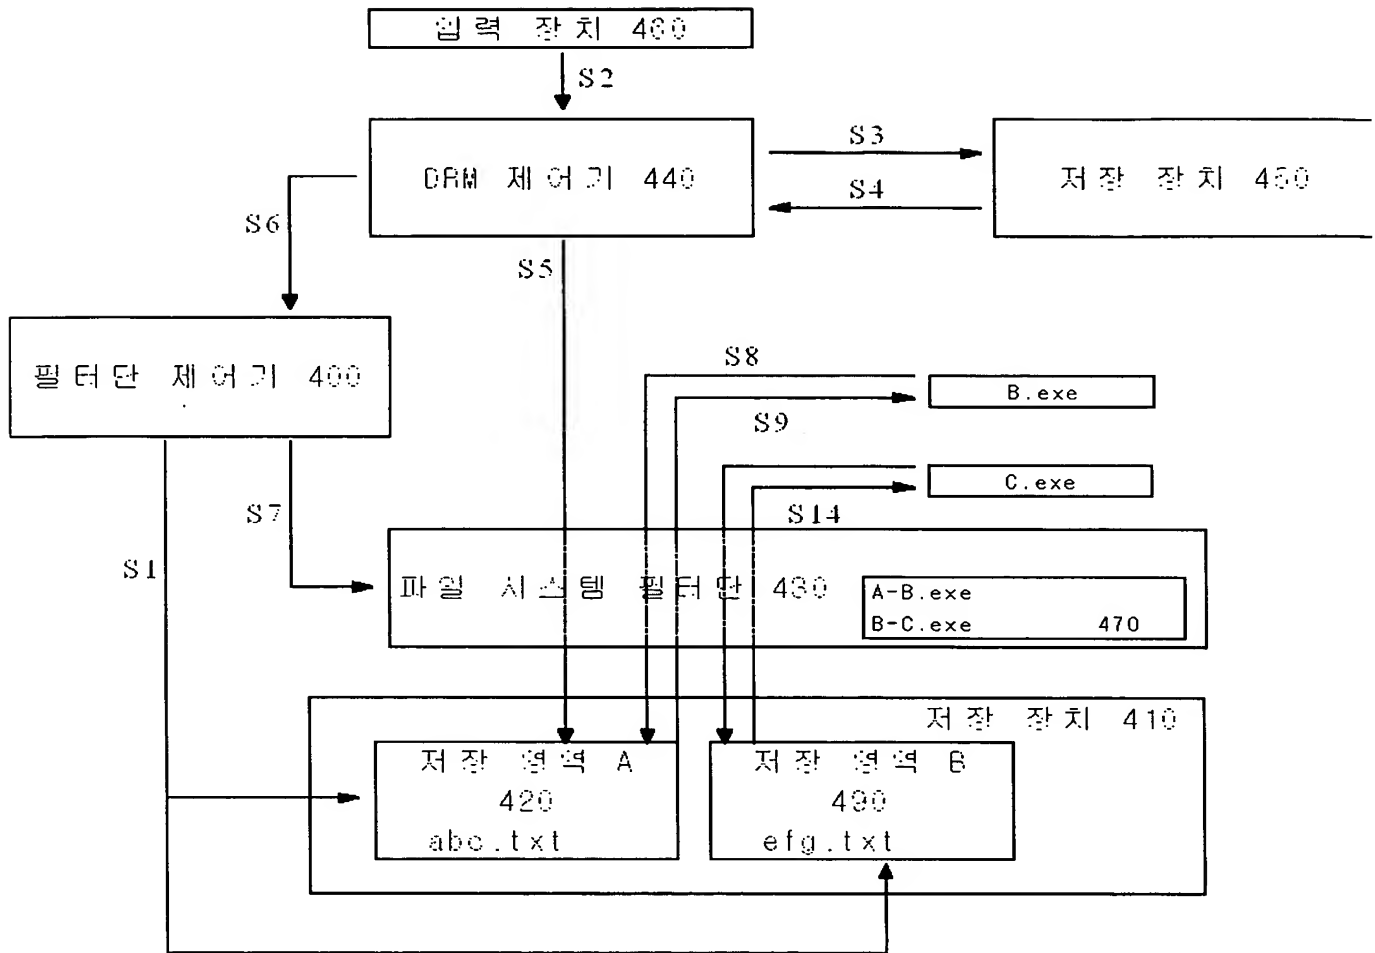 입력 장치 460
S2
DRM 제어기 440
S3
S4
저장 장치 450
S6
S5
필터단 제어기 400
S8
B.exe
S9
C.exe
S7
S14
S1
파일 시스템 필터단 430
A-B.exe
B-C.exe 470
저장 장치 410
저장 영역 A
420
abc.txt
저장 영역 B
490
efg.txt